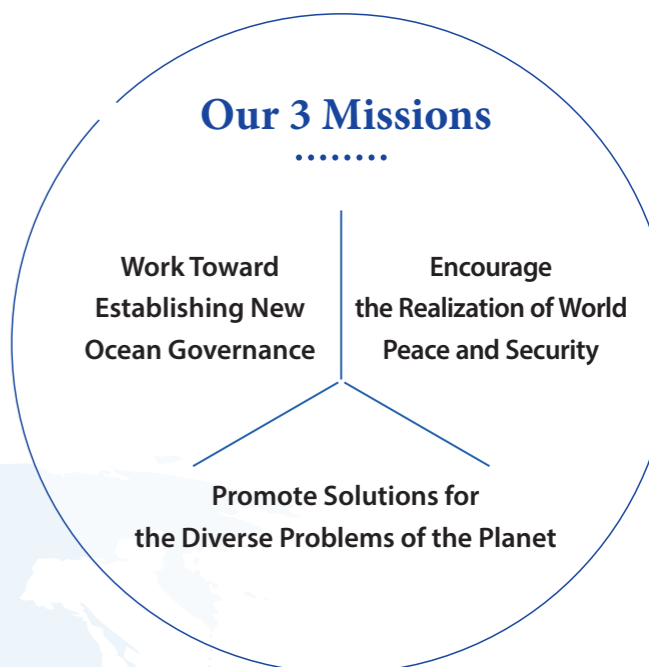 Our 3 Missions
Work Toward
Establishing New
Ocean Governance
Encourage
the Realization of World
Peace and Security
Promote Solutions for
the Diverse Problems of the Planet